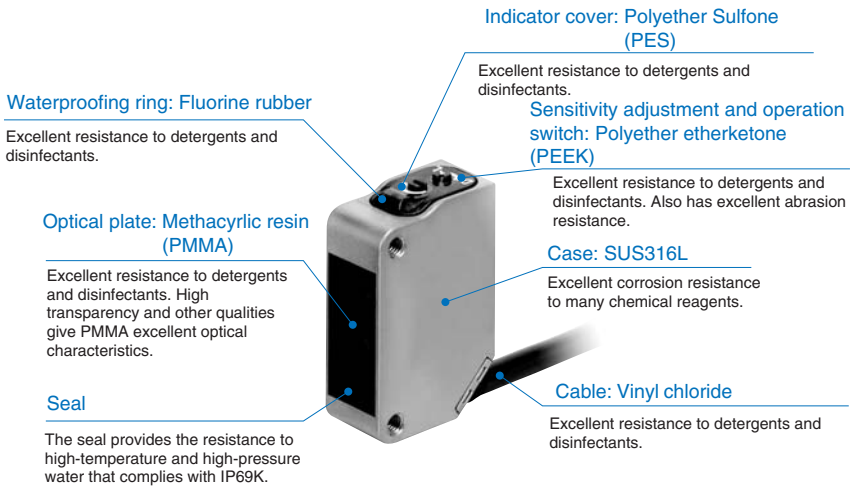 Indicator cover: Polyether Sulfone
(PES)
Excellent resistance to detergents and
disinfectants.
Waterproofing ring: Fluorine rubber
Excellent resistance to detergents and
disinfectants.
Sensitivity adjustment and operation
switch: Polyether etherketone
(PEEK)
Excellent resistance to detergents and
disinfectants. Also has excellent abrasion
resistance.
Optical plate: Methacyrlic resin
(PMMA)
Excellent resistance to detergents
and disinfectants. High
transparency and other qualities
give PMMA excellent optical
characteristics.
Case: SUS316L
Excellent corrosion resistance
to many chemical reagents.
Seal
The seal provides the resistance to
high-temperature and high-pressure
water that complies with IP69K.
Cable: Vinyl chloride
Excellent resistance to detergents and
disinfectants.